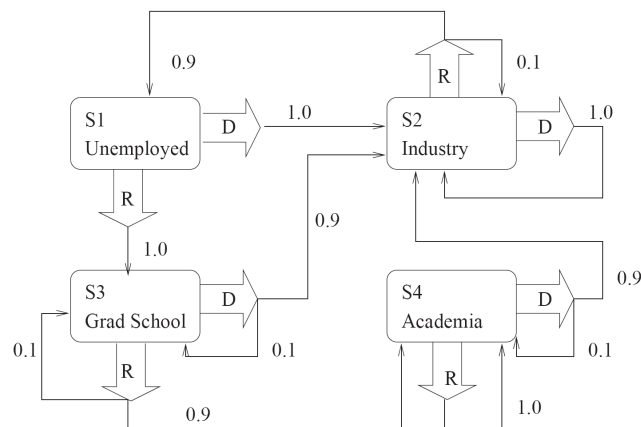 0.9
R
0.1
S1
Unemployed
D
1.0
S2
Industry
D
1.0
R
1.0
0.9
S3
Grad School
D
S4
Academia
D
0.9
0.1
R
0.1
R
0.1
0.9
1.0